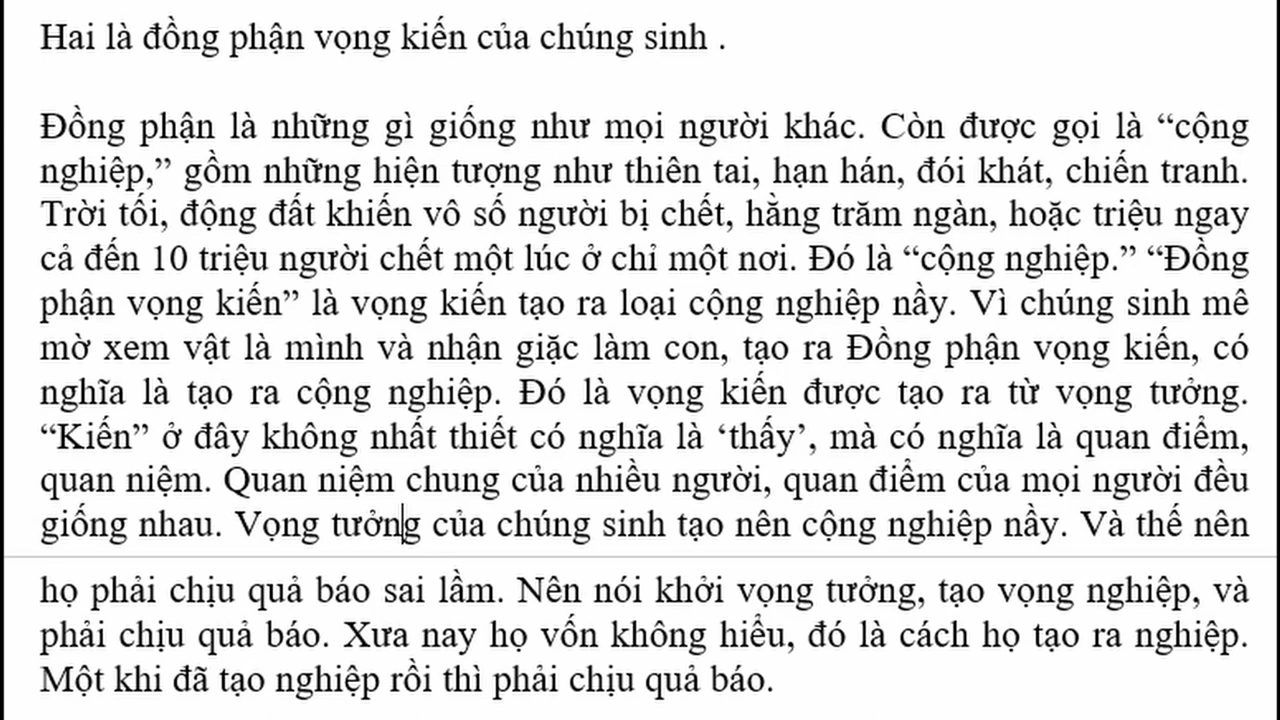 Hai là đồng phận vọng kiến của chúng sinh .
Đồng phận là những gì giống như mọi người khác. Còn được gọi là “cộng
nghiệp,” gồm những hiện tượng như thiên tai, hạn hán, đói khát, chiến tranh.
Trời tối, động đất khiến vô số người bị chết, hằng trăm ngàn, hoặc triệu ngay
cả đến 10 triệu người chết một lúc ở chỉ một nơi. Đó là “cộng nghiệp.” “Đồng
phận vọng kiến” là vọng kiến tạo ra loại cộng nghiệp nầy. Vì chúng sinh mê
mờ xem vật là mình và nhận giặc làm con, tạo ra Đồng phận vọng kiến, có
nghĩa là tạo ra cộng nghiệp. Đó là vọng kiến được tạo ra từ vọng tưởng.
“Kiến” ở đây không nhất thiết có nghĩa là ‘thấy’, mà có nghĩa là quan điểm,
quan niệm. Quan niệm chung của nhiều người, quan điểm của mọi người đều
giống nhau. Vọng tưởng của chúng sinh tạo nên cộng nghiệp nầy. Và thế nên
họ phải chịu quả báo sai lầm. Nên nói khởi vọng tưởng, tạo vọng nghiệp, và
phải chịu quả báo. Xưa nay họ vốn không hiểu, đó là cách họ tạo ra nghiệp.
Một khi đã tạo nghiệp rồi thì phải chịu quả báo.